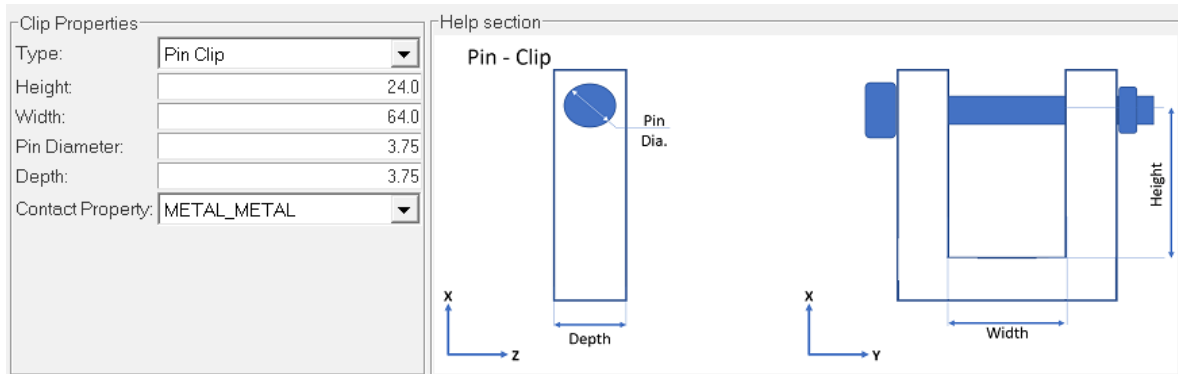 Clip Properties
Type: Pin Clip
Height: 24.0
Width: 64.0
Pin Diameter: 3.75
Depth: 3.75
Contact Property: METAL_METAL
Help section
Pin - Clip
Pin
Dia.
X
Z
Depth
Height
X
Y
Width